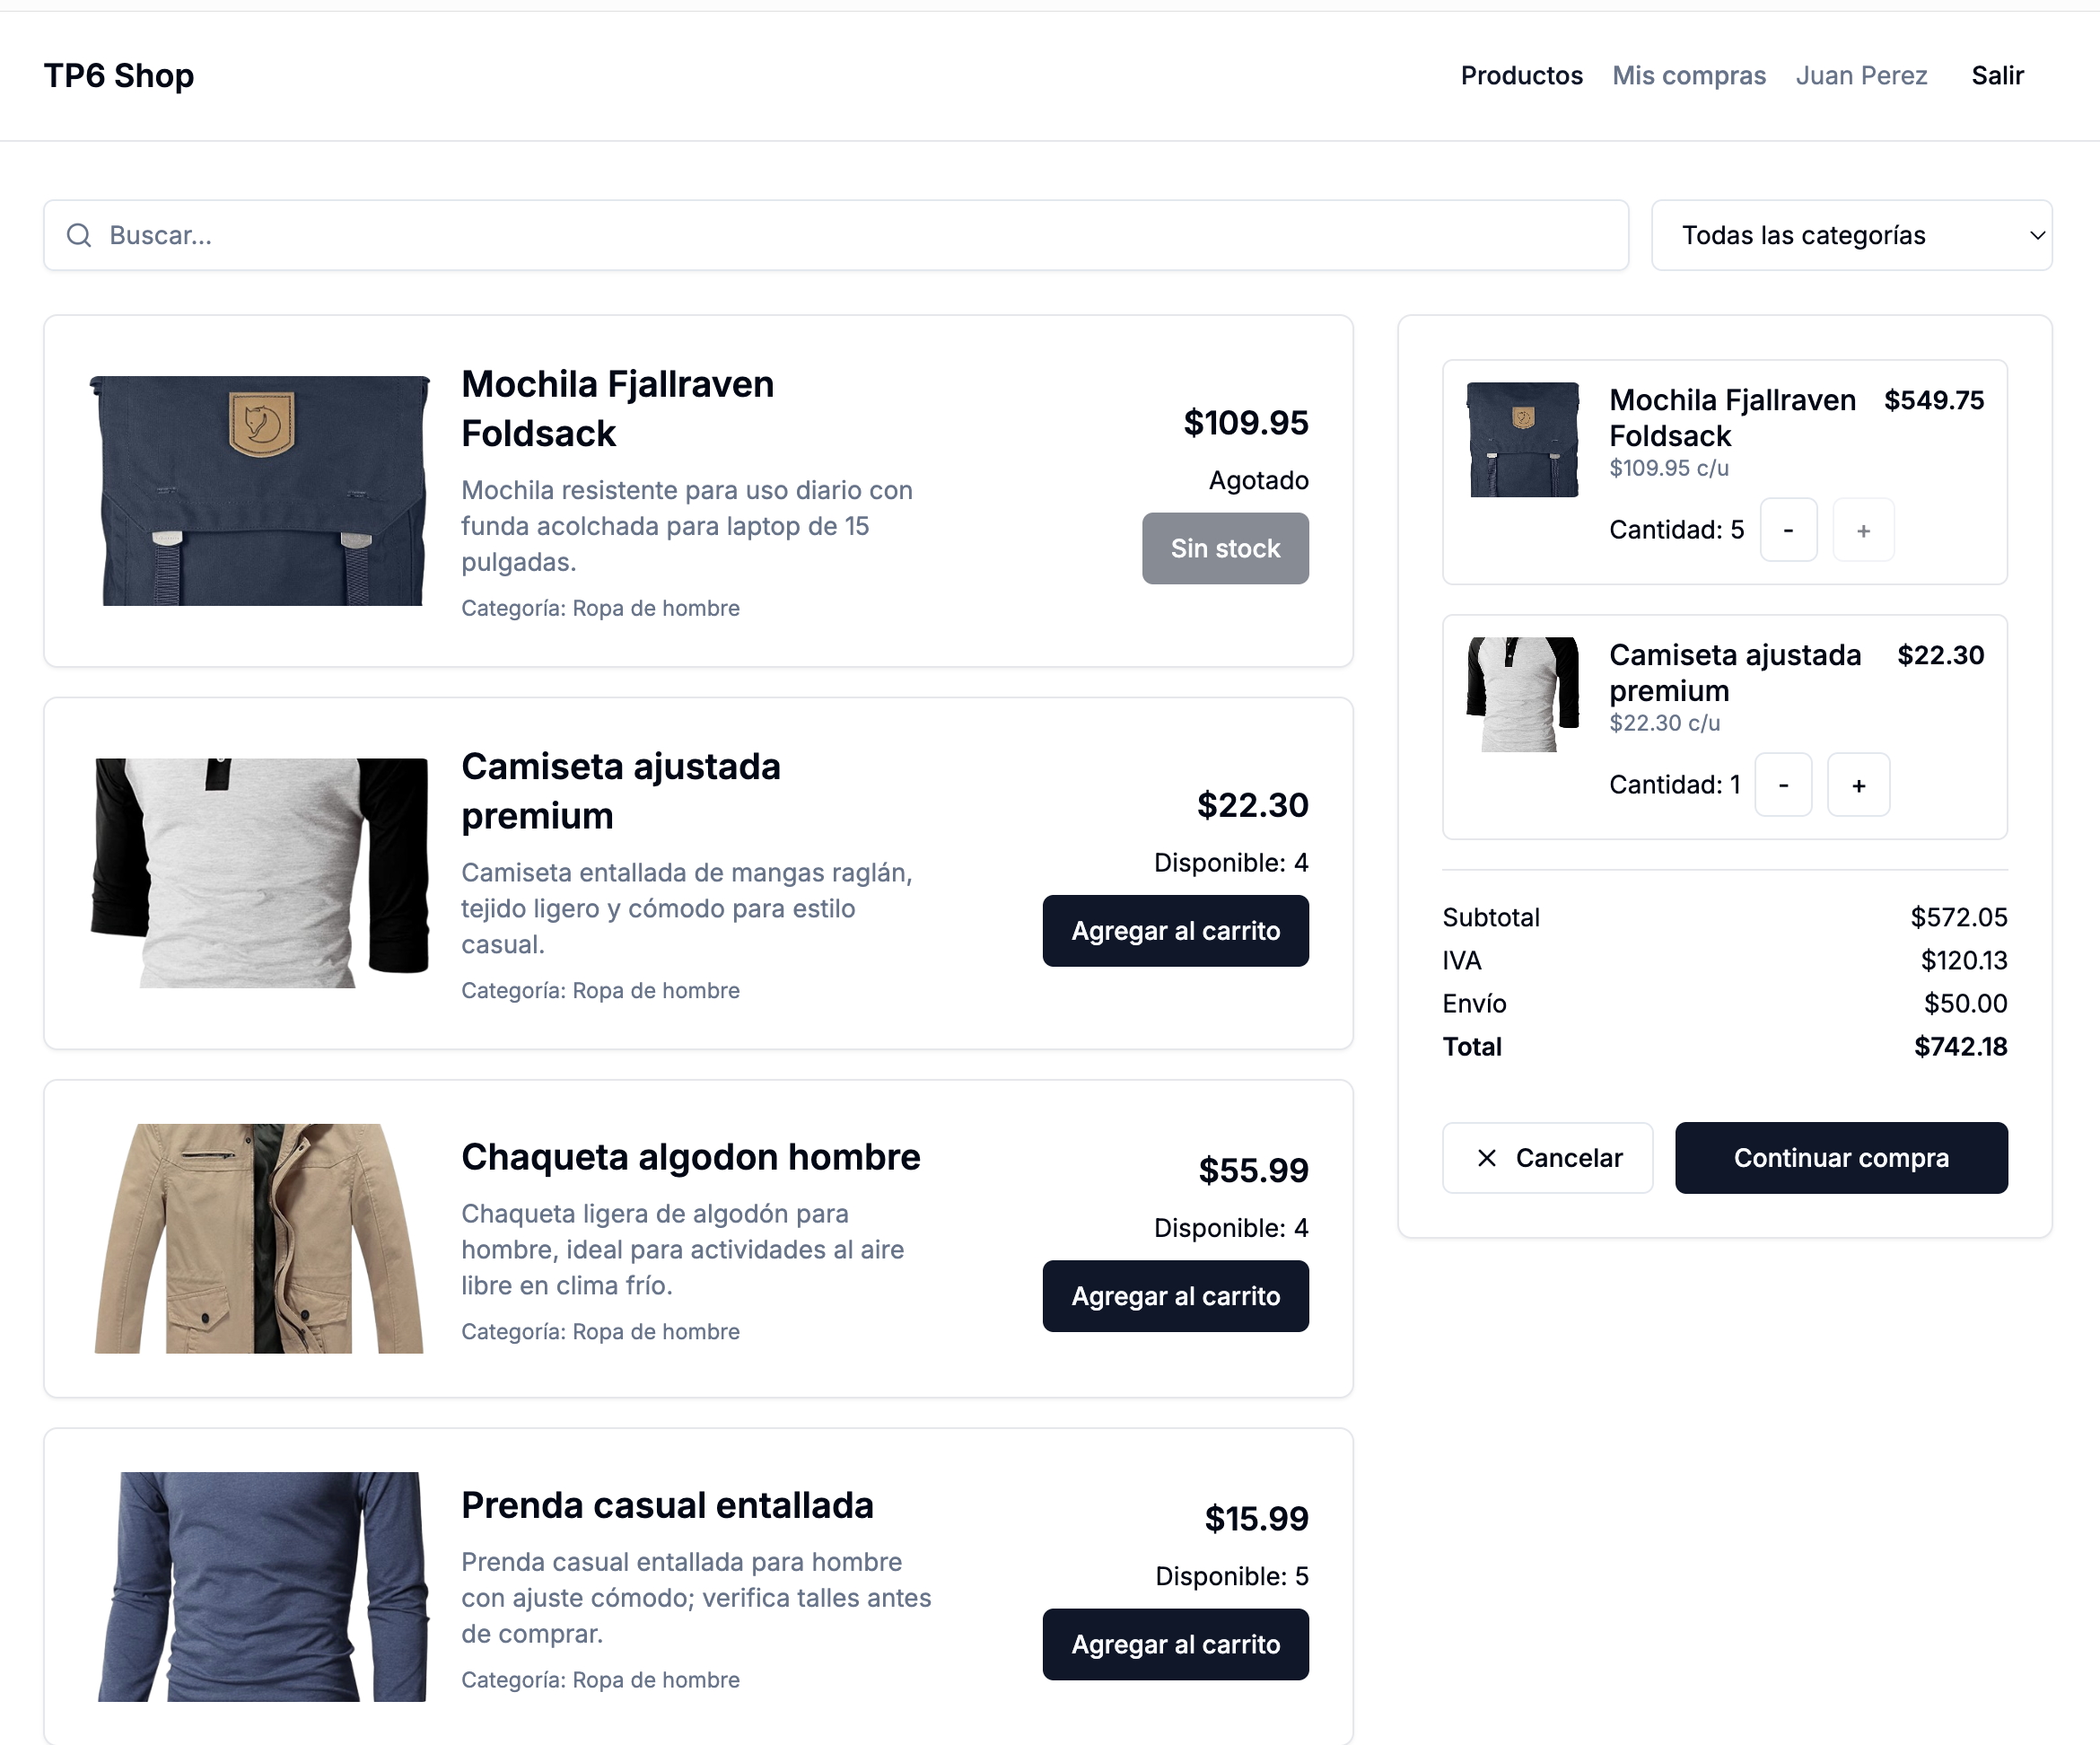 TP6 Shop
Productos
Mis compras
Juan Perez
Salir
Buscar...
Todas las categorías
Mochila Fjallraven
Foldsack
Mochila resistente para uso diario con
funda acolchada para laptop de 15
pulgadas.
Categoría: Ropa de hombre
$109.95
Agotado
Sin stock
Camiseta ajustada
premium
Camiseta entallada de mangas raglán,
tejido ligero y cómodo para estilo
casual.
Categoría: Ropa de hombre
$22.30
Disponible: 4
Agregar al carrito
Chaqueta algodon hombre
Chaqueta ligera de algodón para
hombre, ideal para actividades al aire
libre en clima frío.
Categoría: Ropa de hombre
$55.99
Disponible: 4
Agregar al carrito
Prenda casual entallada
Prenda casual entallada para hombre
con ajuste cómodo; verifica talles antes
de comprar.
Categoría: Ropa de hombre
$15.99
Disponible: 5
Agregar al carrito
Mochila Fjallraven
Foldsack
$549.75
$109.95 c/u
Cantidad: 5
-
+
Camiseta ajustada
premium
$22.30
$22.30 c/u
Cantidad: 1
-
+
Subtotal $572.05
IVA $120.13
Envío $50.00
Total $742.18
Cancelar
Continuar compra